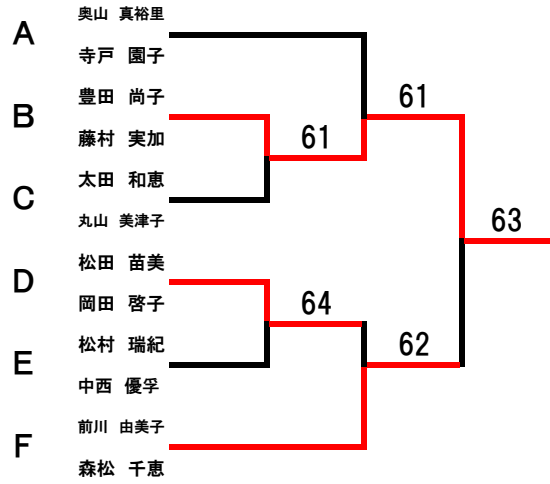 A
奥山 真裕里
寺戸 園子
B
豊田 尚子
藤村 実加
C
太田 和恵
丸山 美津子
D
松田 苗美
岡田 啓子
E
松村 瑞紀
中西 優孚
F
前川 由美子
森松 千恵
61
64
61
62
63